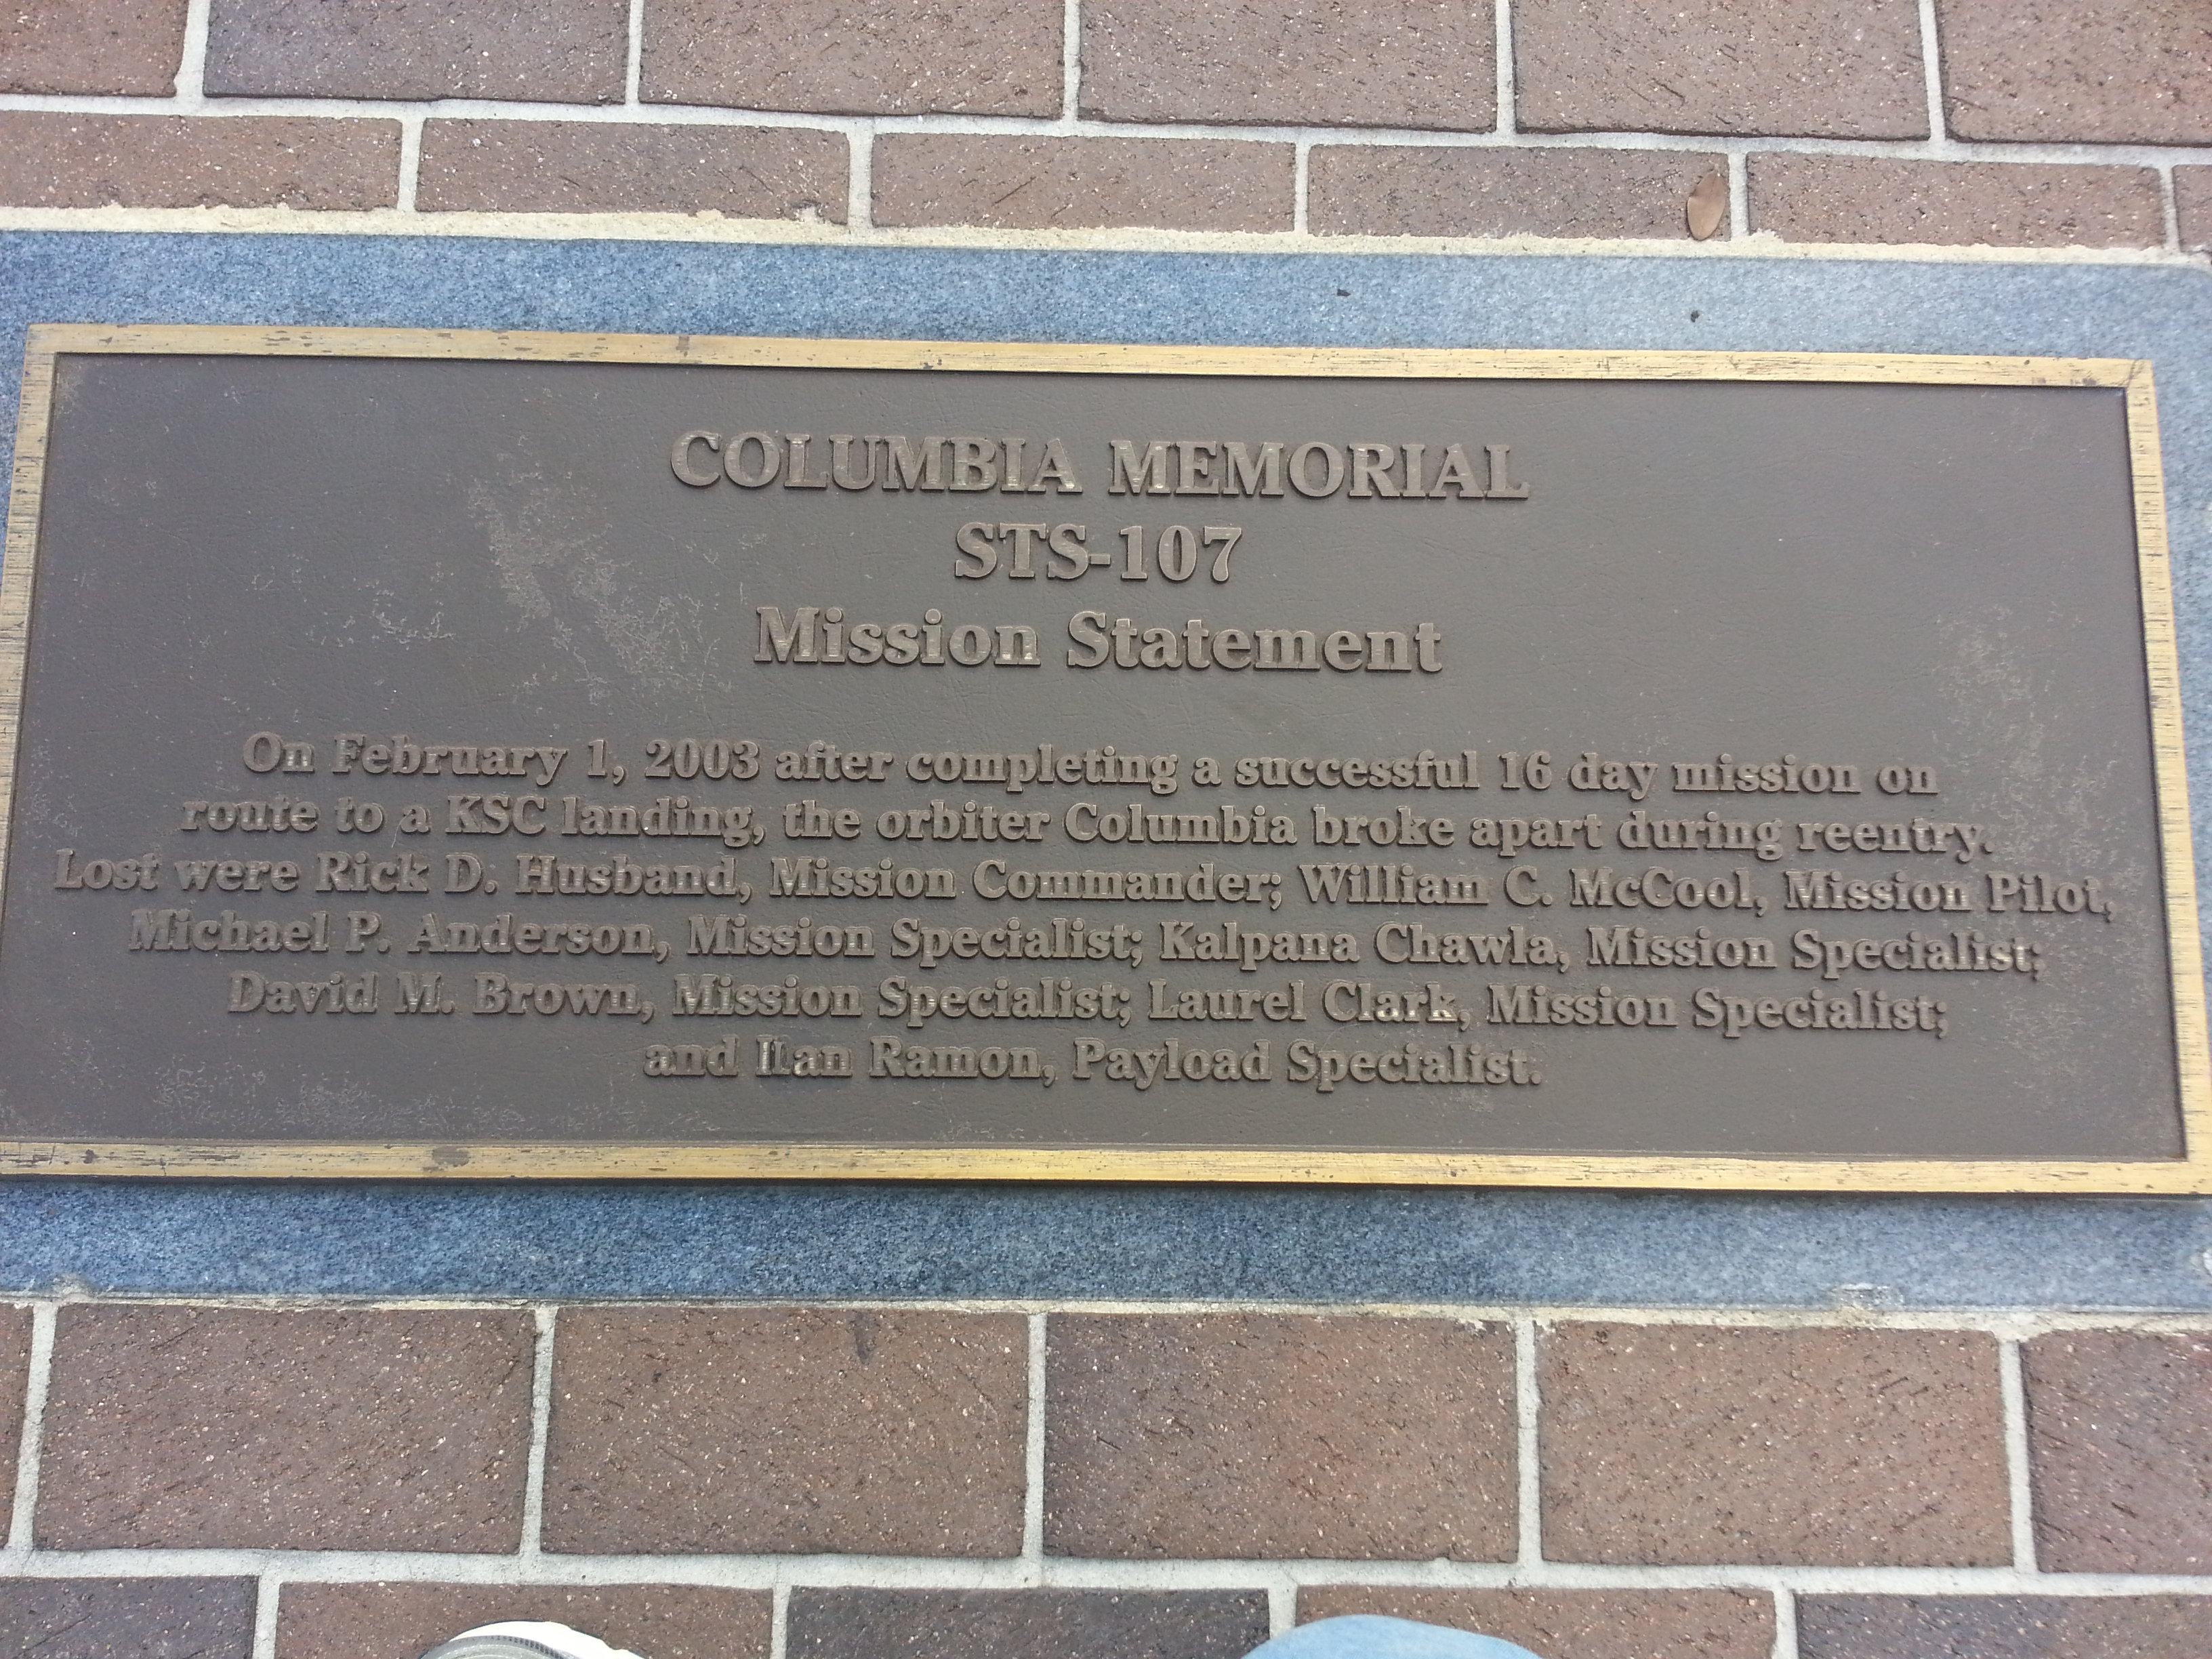 COLUMBIA MEMORIAL
STS-107
Mission Statement
On February 1, 2003 after completing a successful 16 day mission on
route to a KSC landing, the orbiter Columbia broke apart during reentry.
Lost were Rick D. Husband, Mission Commander; William C. McCool, Mission Pilot,
Michael P. Anderson, Mission Specialist; Kalpana Chawla, Mission Specialist;
David M. Brown, Mission Specialist; Laurel Clark, Mission Specialist;
and Ilan Ramon, Payload Specialist.